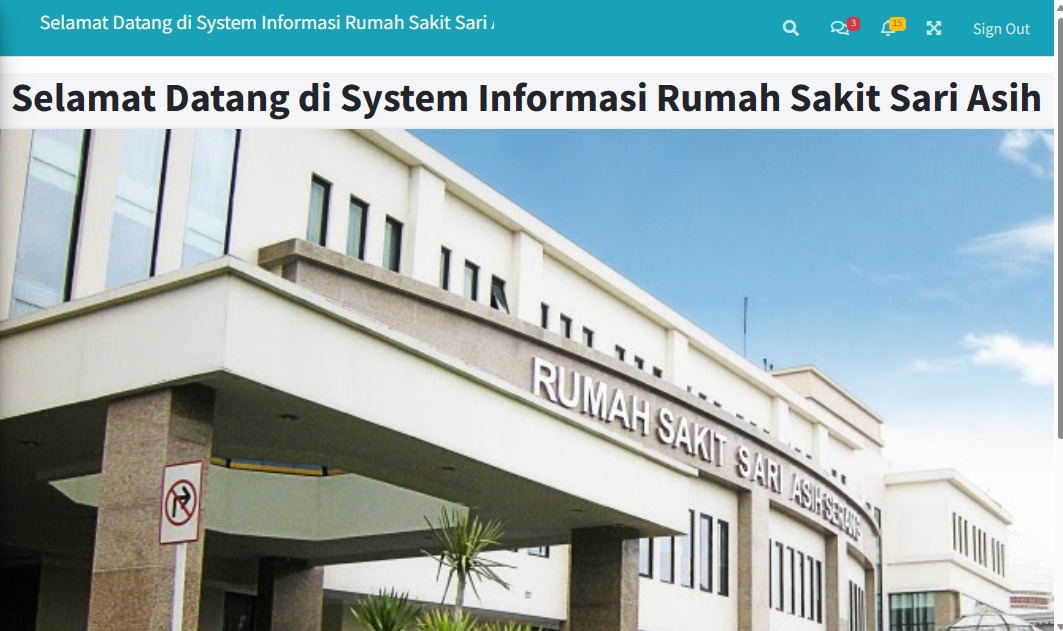 Selamat Datang di System Informasi Rumah Sakit Sari
3
15
Sign Out
Selamat Datang di System Informasi Rumah Sakit Sari Asih
RUMAH SAKIT SARI ASIH SERANG